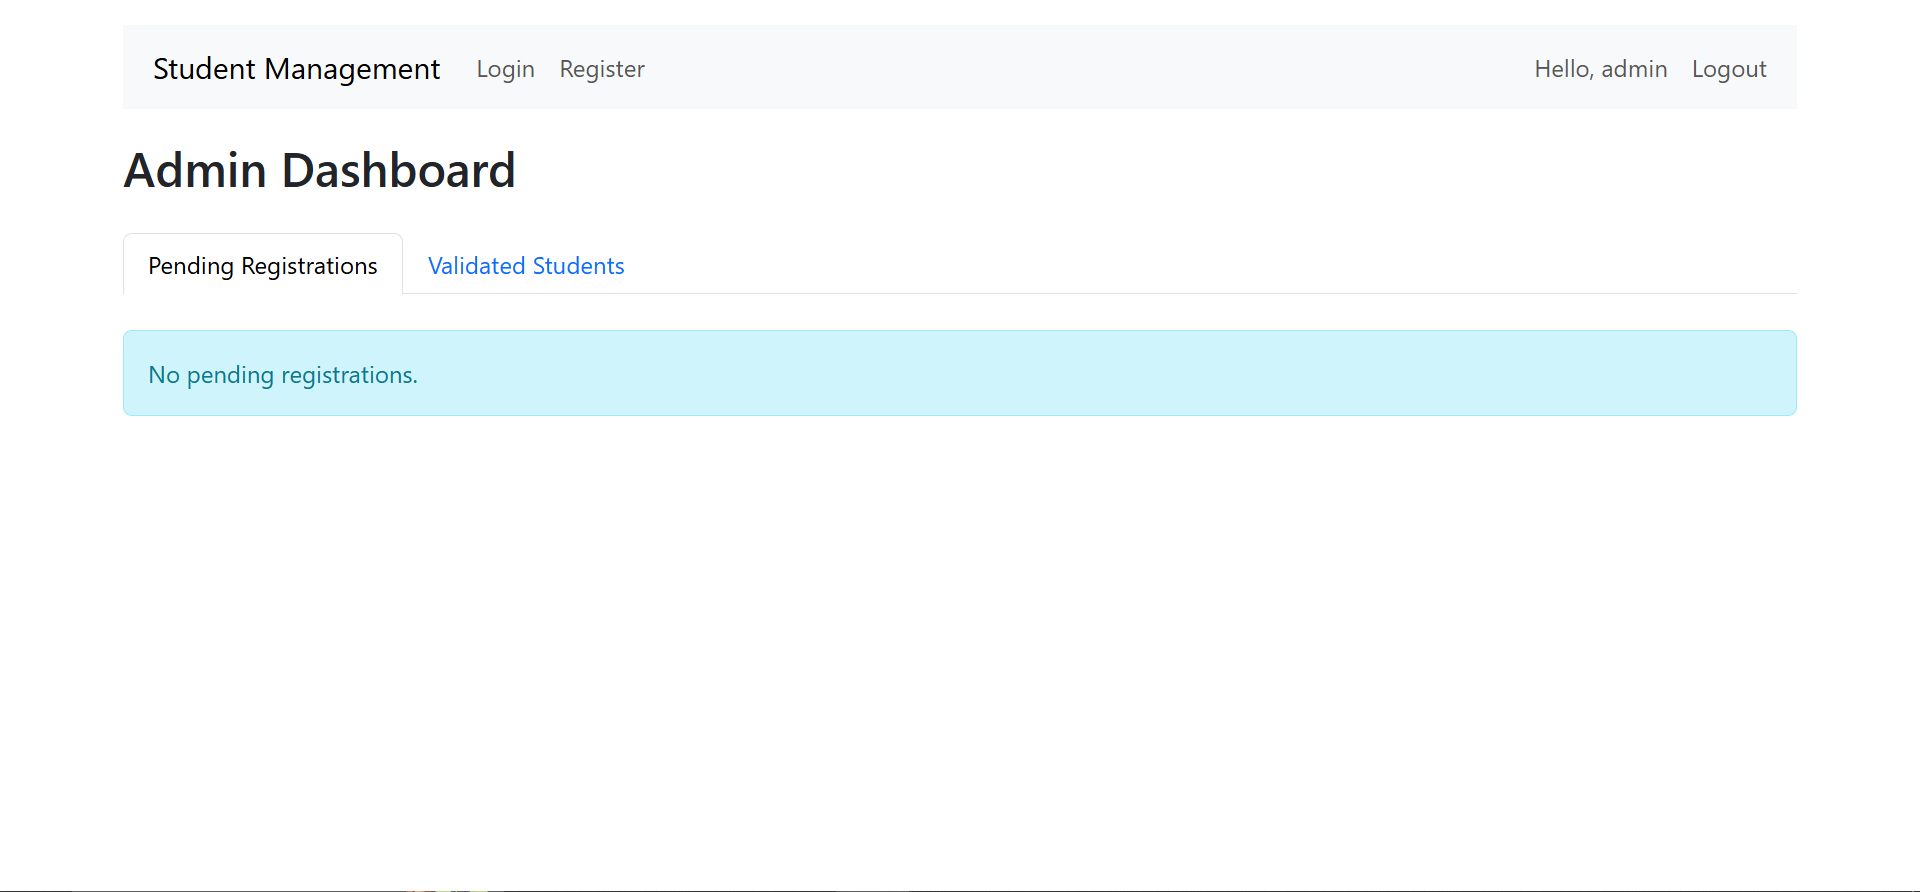 Student Management Login Register Hello, admin Logout
Admin Dashboard
Pending Registrations Validated Students
No pending registrations.